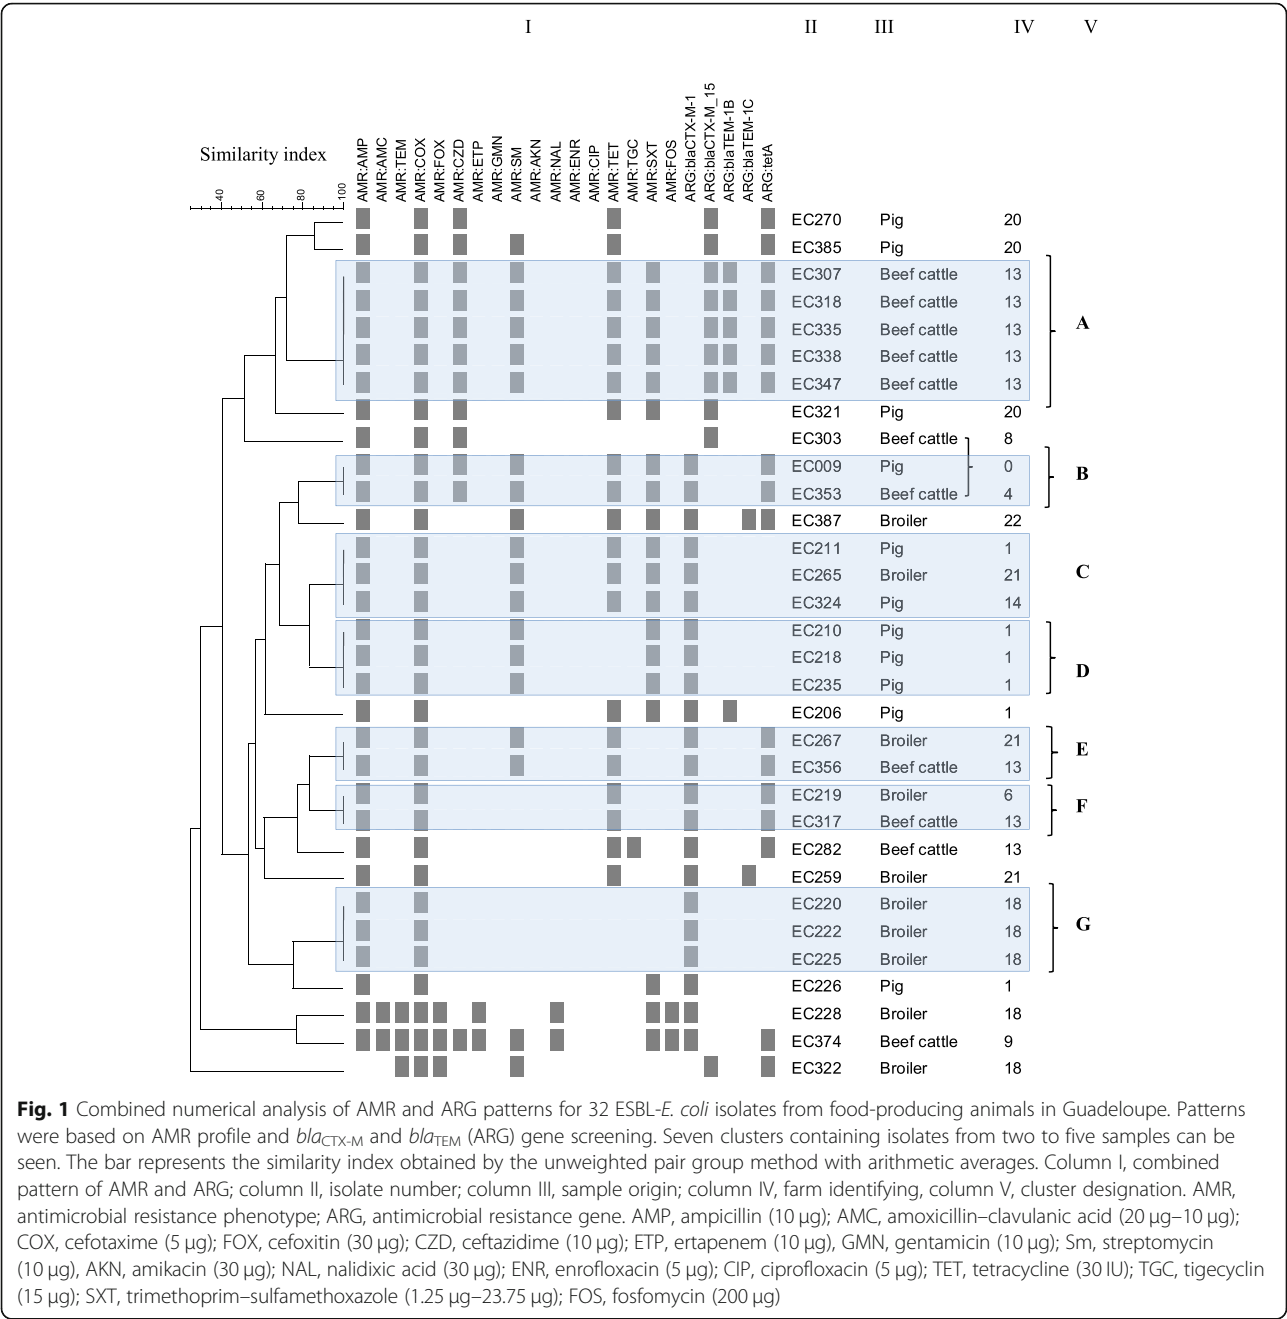 I II III IV V
Similarity index
40 60 80 100
AMR:AMP
AMR:AMC
AMR:TEM
AMR:COX
AMR:FOX
AMR:CZD
AMR:ETP
AMR:GMN
AMR:SM
AMR:AKN
AMR:NAL
AMR:ENR
AMR:CIP
AMR:TET
AMR:TGC
AMR:SXT
AMR:FOS
ARG:blaCTX-M-1
ARG:blaCTX-M_15
ARG:blaTEM-1B
ARG:blaTEM-1C
ARG:tetA
EC270 Pig 20
EC385 Pig 20
EC307 Beef cattle 13
EC318 Beef cattle 13
EC335 Beef cattle 13 A
EC338 Beef cattle 13
EC347 Beef cattle 13
EC321 Pig 20
EC303 Beef cattle 8
EC009 Pig 0 B
EC353 Beef cattle 4
EC387 Broiler 22
EC211 Pig 1
EC265 Broiler 21 C
EC324 Pig 14
EC210 Pig 1
EC218 Pig 1 D
EC235 Pig 1
EC206 Pig 1
EC267 Broiler 21 E
EC356 Beef cattle 13
EC219 Broiler 6 F
EC317 Beef cattle 13
EC282 Beef cattle 13
EC259 Broiler 21
EC220 Broiler 18
EC222 Broiler 18 G
EC225 Broiler 18
EC226 Pig 1
EC228 Broiler 18
EC374 Beef cattle 9
EC322 Broiler 18
Fig. 1 Combined numerical analysis of AMR and ARG patterns for 32 ESBL-E. coli isolates from food-producing animals in Guadeloupe. Patterns
were based on AMR profile and blaCTX-M and blaTEM (ARG) gene screening. Seven clusters containing isolates from two to five samples can be
seen. The bar represents the similarity index obtained by the unweighted pair group method with arithmetic averages. Column I, combined
pattern of AMR and ARG; column II, isolate number; column III, sample origin; column IV, farm identifying, column V, cluster designation. AMR,
antimicrobial resistance phenotype; ARG, antimicrobial resistance gene. AMP, ampicillin (10 μg); AMC, amoxicillin–clavulanic acid (20 μg–10 μg);
COX, cefotaxime (5 μg); FOX, cefoxitin (30 μg); CZD, ceftazidime (10 μg); ETP, ertapenem (10 μg), GMN, gentamicin (10 μg); Sm, streptomycin
(10 μg), AKN, amikacin (30 μg); NAL, nalidixic acid (30 μg); ENR, enrofloxacin (5 μg); CIP, ciprofloxacin (5 μg); TET, tetracycline (30 IU); TGC, tigecyclin
(15 μg); SXT, trimethoprim–sulfamethoxazole (1.25 μg–23.75 μg); FOS, fosfomycin (200 μg)